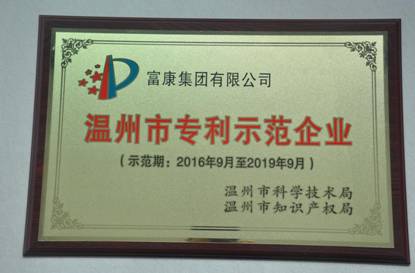 富康集团有限公司
温州市专利示范企业
（示范期：2016年9月至2019年9月）
温州市科学技术局
温州市知识产权局